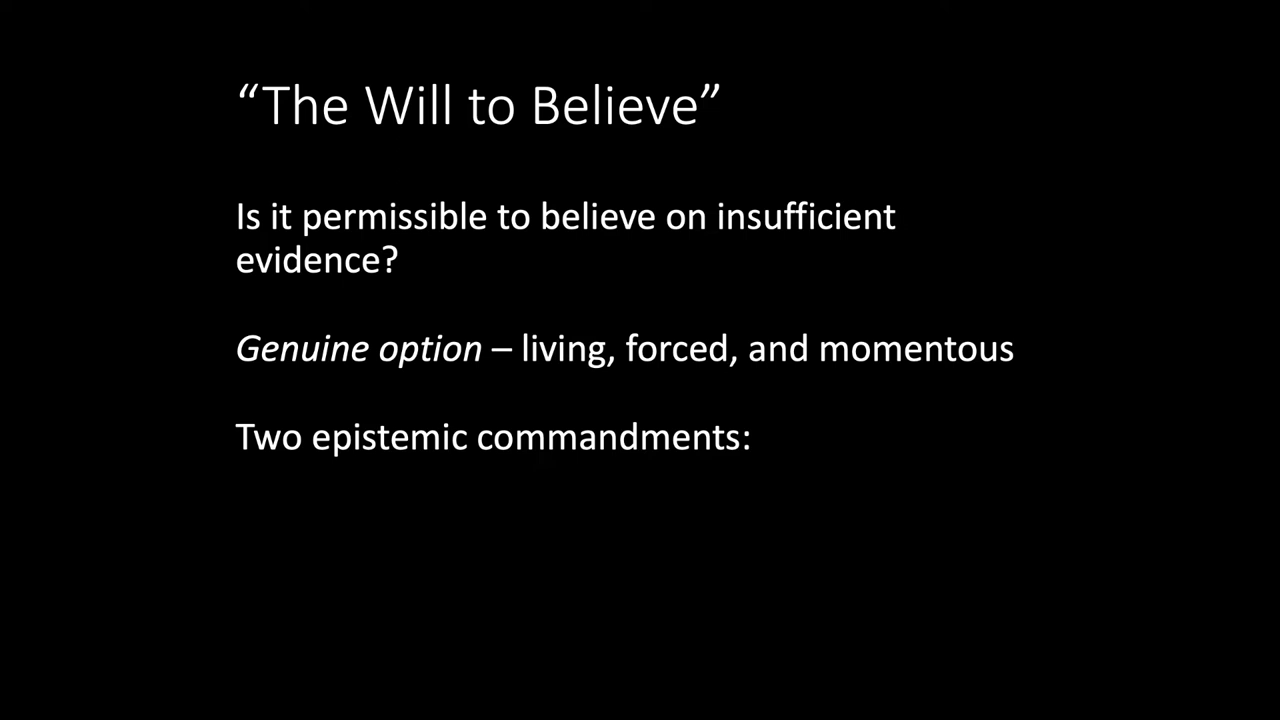 “The Will to Believe”
Is it permissible to believe on insufficient
evidence?
Genuine option – living, forced, and momentous
Two epistemic commandments: